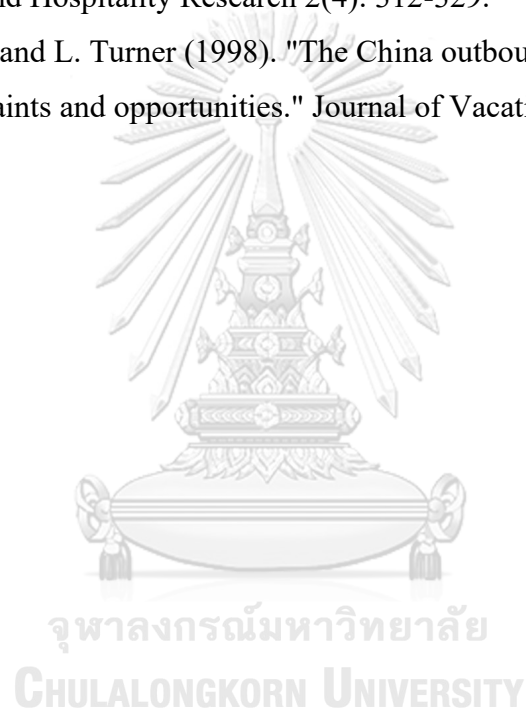 nd Hospitality Research 2(4): 312-329.
and L. Turner (1998). "The China outbou
aints and opportunities." Journal of Vacati
จุฬาลงกรณ์มหาวิทยาลัย
CHULALONGKORN UNIVERSITY